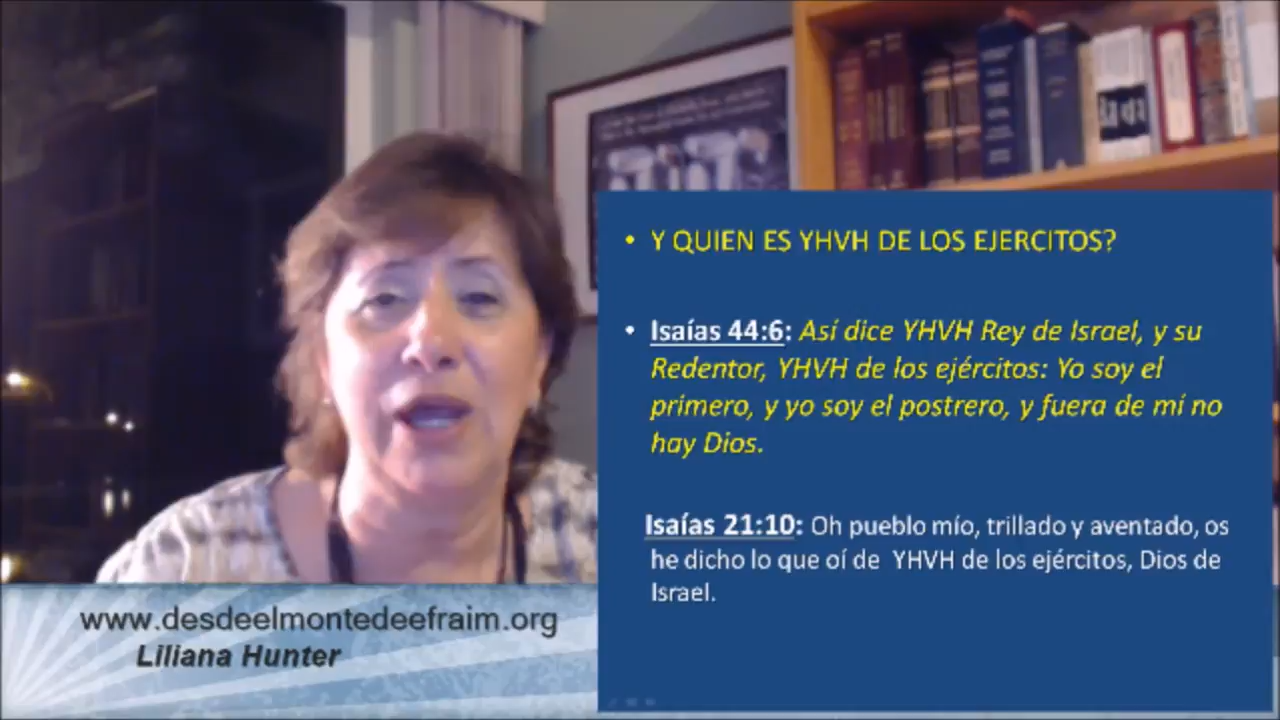 • Y QUIEN ES YHVH DE LOS EJERCITOS?
• Isaías 44:6: Así dice YHVH Rey de Israel, y su
Redentor, YHVH de los ejércitos: Yo soy el
primero, y yo soy el postrero, y fuera de mí no
hay Dios.
Isaías 21:10: Oh pueblo mío, trillado y aventado, os
he dicho lo que oí de YHVH de los ejércitos, Dios de
Israel.
www.desdeelmontedeefraim.org
Liliana Hunter